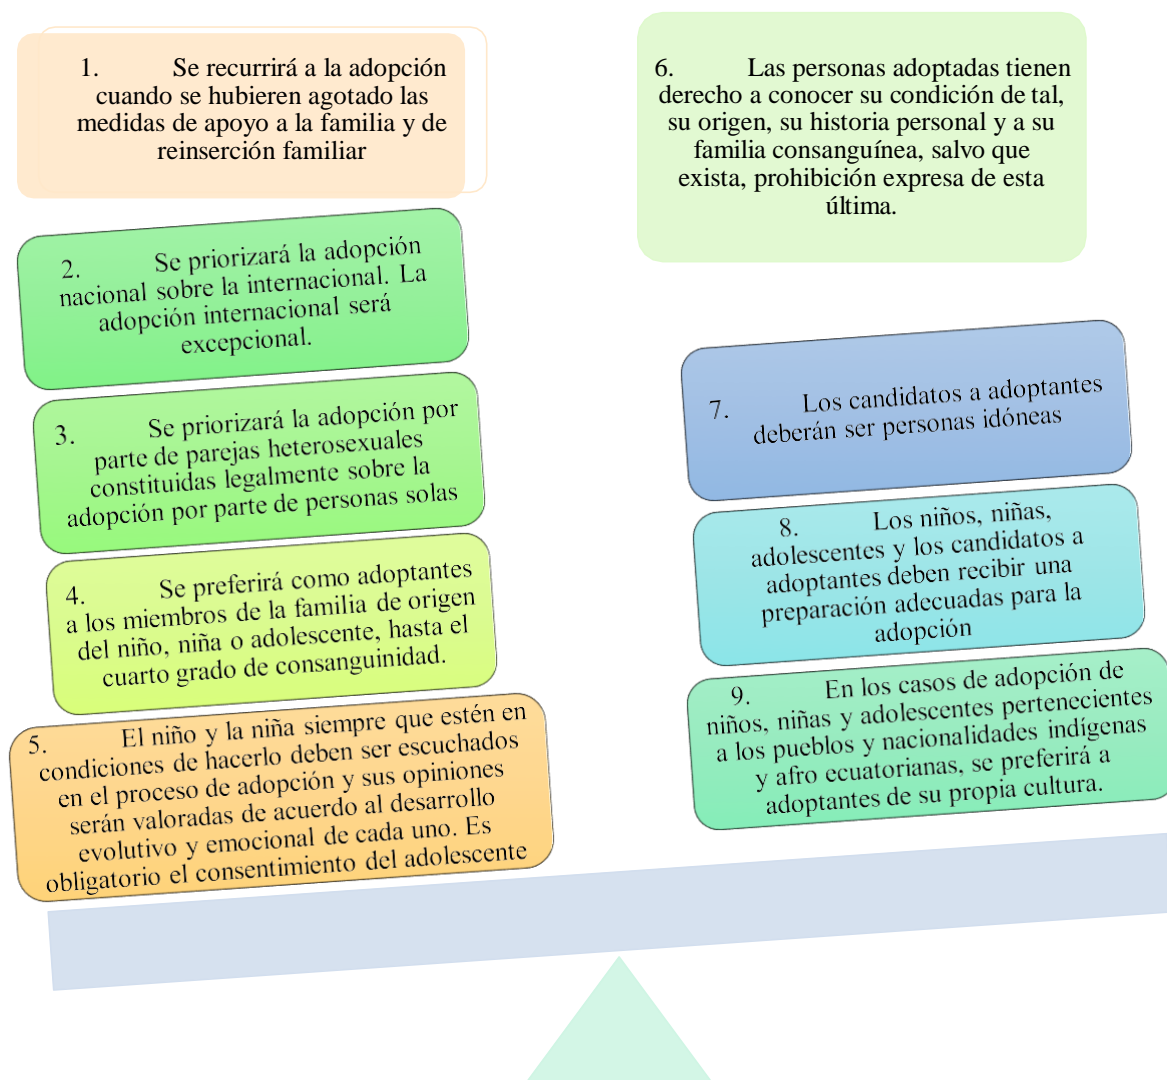 1. Se recurrirá a la adopción
cuando se hubieren agotado las
medidas de apoyo a la familia y de
reinserción familiar
2. Se priorizará la adopción
nacional sobre la internacional. La
adopción internacional será
excepcional.
3. Se priorizará la adopción por
parte de parejas heterosexuales
constituidas legalmente sobre la
adopción por parte de personas solas
4. Se preferirá como adoptantes
a los miembros de la familia de origen
del niño, niña o adolescente, hasta el
cuarto grado de consanguinidad.
5. El niño y la niña siempre que estén en
condiciones de hacerlo deben ser escuchados
en el proceso de adopción y sus opiniones
serán valoradas de acuerdo al desarrollo
evolutivo y emocional de cada uno. Es
obligatorio el consentimiento del adolescente
6. Las personas adoptadas tienen
derecho a conocer su condición de tal,
su origen, su historia personal y a su
familia consanguínea, salvo que
exista, prohibición expresa de esta
última.
7. Los candidatos a adoptantes
deberán ser personas idóneas
8. Los niños, niñas,
adolescentes y los candidatos a
adoptantes deben recibir una
preparación adecuadas para la
adopción
9. En los casos de adopción de
niños, niñas y adolescentes pertenecientes
a los pueblos y nacionalidades indígenas
y afro ecuatorianas, se preferirá a
adoptantes de su propia cultura.